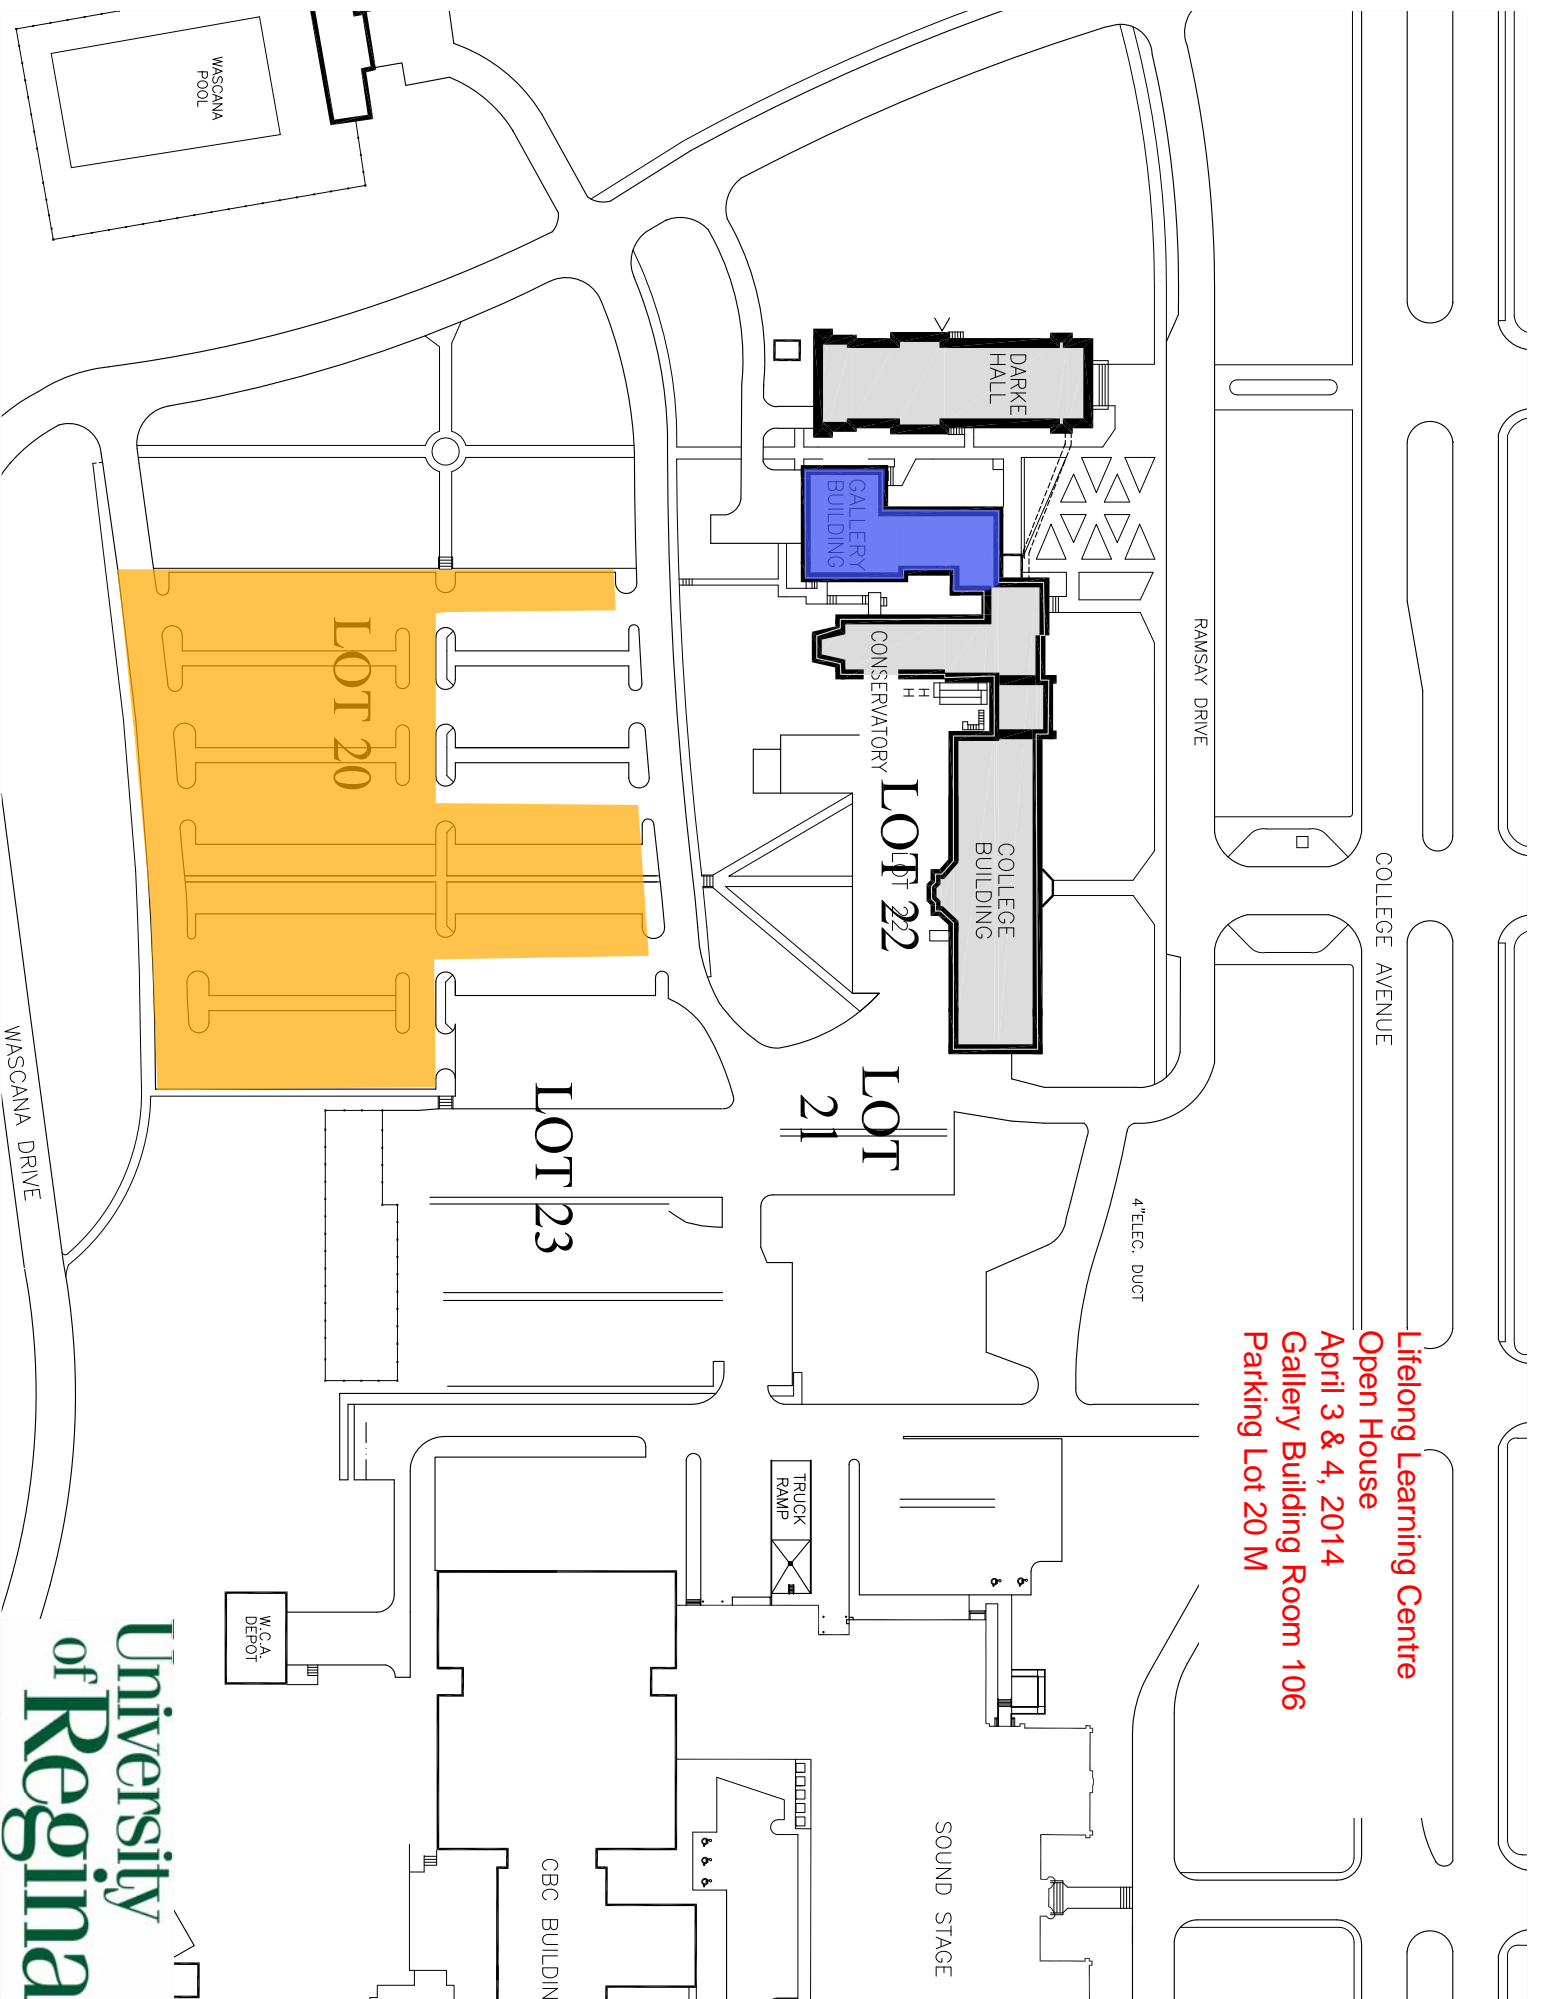 Lifelong Learning Centre
Open House
April 3 & 4, 2014
Gallery Building Room 106
Parking Lot 20 M
COLLEGE AVENUE
RAMSAY DRIVE
4"ELEC. DUCT
DARKE
HALL
COLLEGE
BUILDING
SOUND STAGE
H
H
LOT 22
LOT 22
CONSERVATORY
GALLERY
BUILDING
LOT
21
TRUCK
RAMP
LOT 23
CBC BUILDIN
LOT 20
W.C.A.
DEPOT
WASCANA
POOL
WASCANA DRIVE
University
of Regina